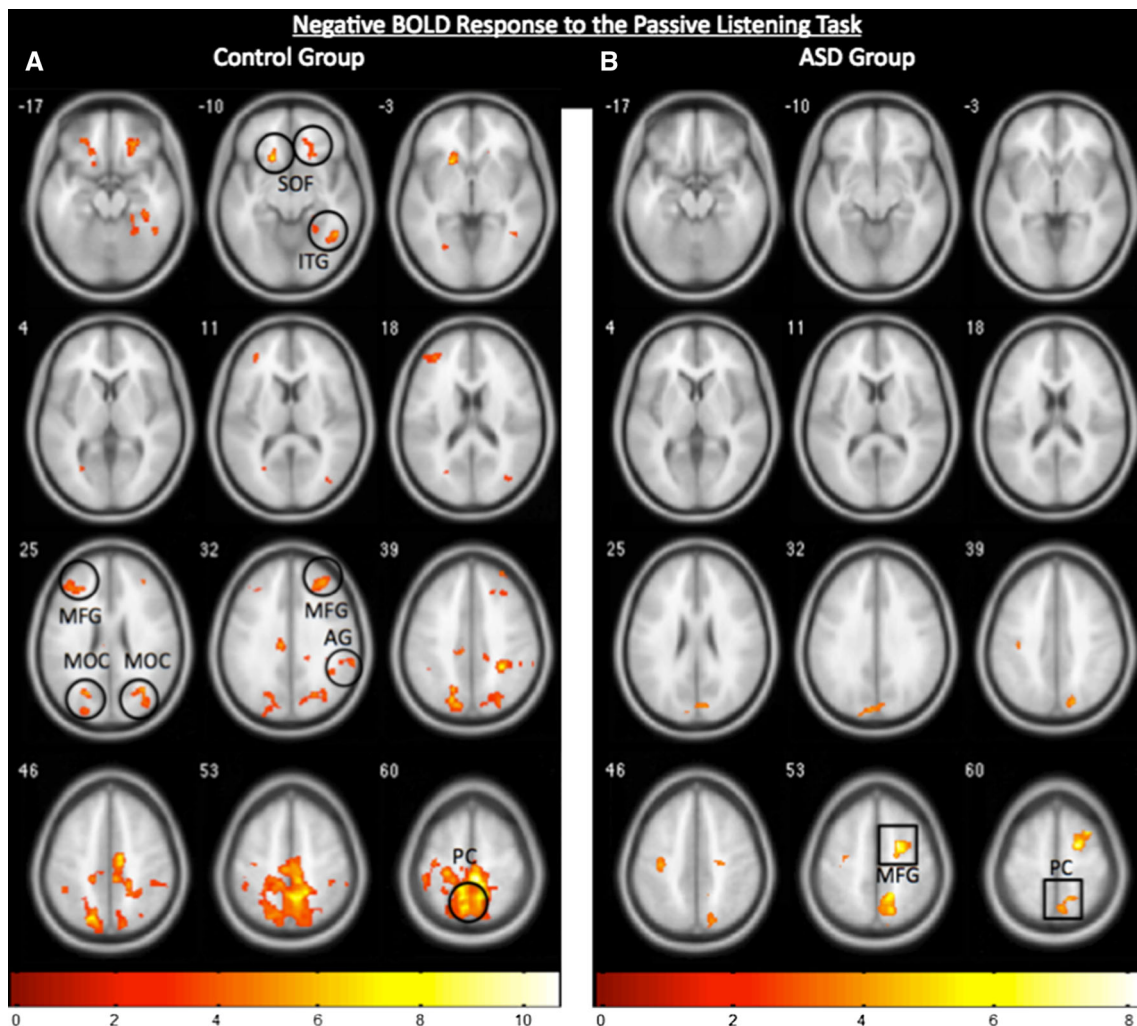 Negative BOLD Response to the Passive Listening Task
A Control Group
B ASD Group
-17 -10 -3
SOF
ITG
4 11 18
25 32 39
MFG MFG
AG
MOC MOC
46 53 60
PC
0 2 4 6 8 10
-17 -10 -3
4 11 18
25 32 39
46 53 60
MFG
PC
0 2 4 6 8